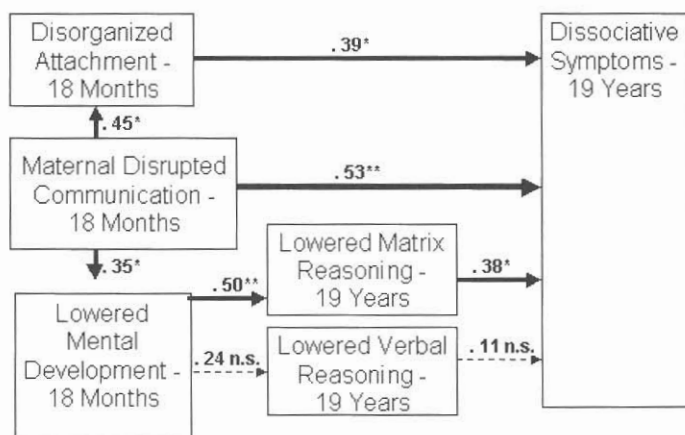 Disorganized
Attachment -
18 Months
.39*
Dissociative
Symptoms -
19 Years
.45*
Maternal Disrupted
Communication -
18 Months
.53**
.35*
Lowered
Mental
Development -
18 Months
.50**
Lowered Matrix
Reasoning -
19 Years
.38*
.24 n.s.
Lowered Verbal
Reasoning -
19 Years
.11 n.s.